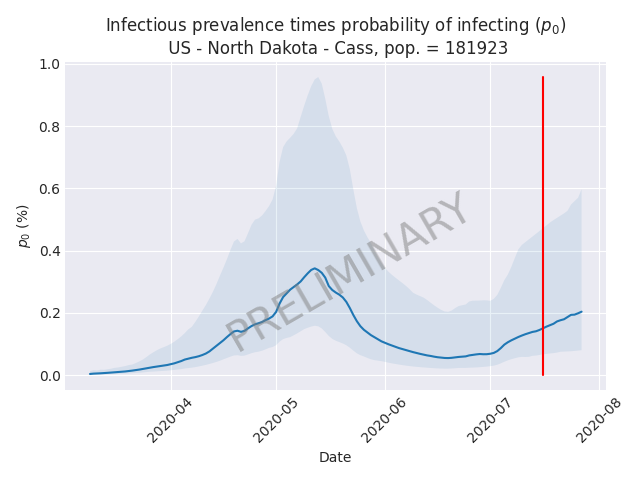 Infectious prevalence times probability of infecting (p0)
US - North Dakota - Cass, pop. = 181923
1.0
0.8
0.6
0.4
0.2
0.0
p0 (%)
PRELIMINARY
2020-04
2020-05
2020-06
2020-07
2020-08
Date